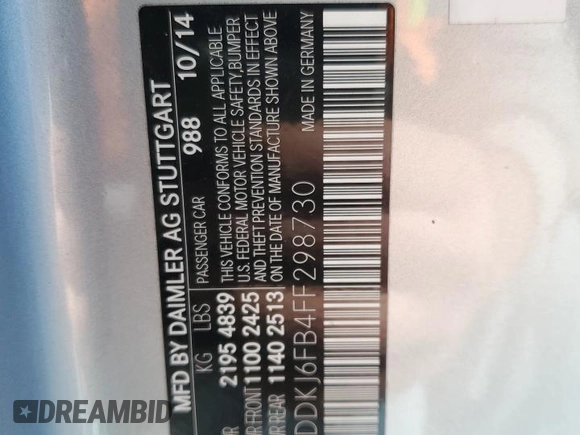 MFD BY DAIMLER AG STUTTGART
988 10/14
KG LBS PASSENGER CAR
2195 4839 THIS VEHICLE CONFORMS TO ALL APPLICABLE
U.S. FEDERAL MOTOR VEHICLE SAFETY,BUMPER
FRONT 1100 2425 AND THEFT PREVENTION STANDARDS IN EFFECT
1140 2513 ON THE DATE OF MANUFACTURE SHOWN ABOVE
DDKJ6FB4FF298730 MADE IN GERMANY
DREAMBID